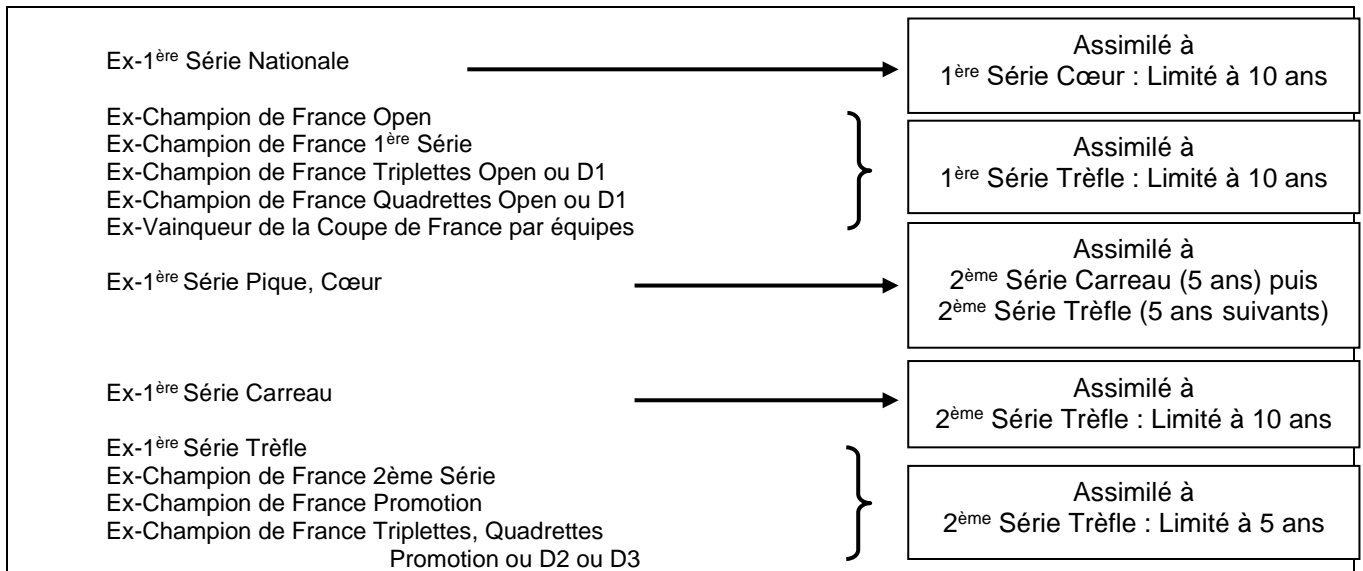 Ex-1ère Série Nationale
Assimilé à
1ère Série Cœur : Limité à 10 ans
Ex-Champion de France Open
Ex-Champion de France 1ère Série
Ex-Champion de France Triplettes Open ou D1
Ex-Champion de France Quadrettes Open ou D1
Ex-Vainqueur de la Coupe de France par équipes
Assimilé à
1ère Série Trèfle : Limité à 10 ans
Ex-1ère Série Pique, Cœur
Assimilé à
2ème Série Carreau (5 ans) puis
2ème Série Trèfle (5 ans suivants)
Ex-1ère Série Carreau
Assimilé à
2ème Série Trèfle : Limité à 10 ans
Ex-1ère Série Trèfle
Ex-Champion de France 2ème Série
Ex-Champion de France Promotion
Ex-Champion de France Triplettes, Quadrettes
Promotion ou D2 ou D3
Assimilé à
2ème Série Trèfle : Limité à 5 ans